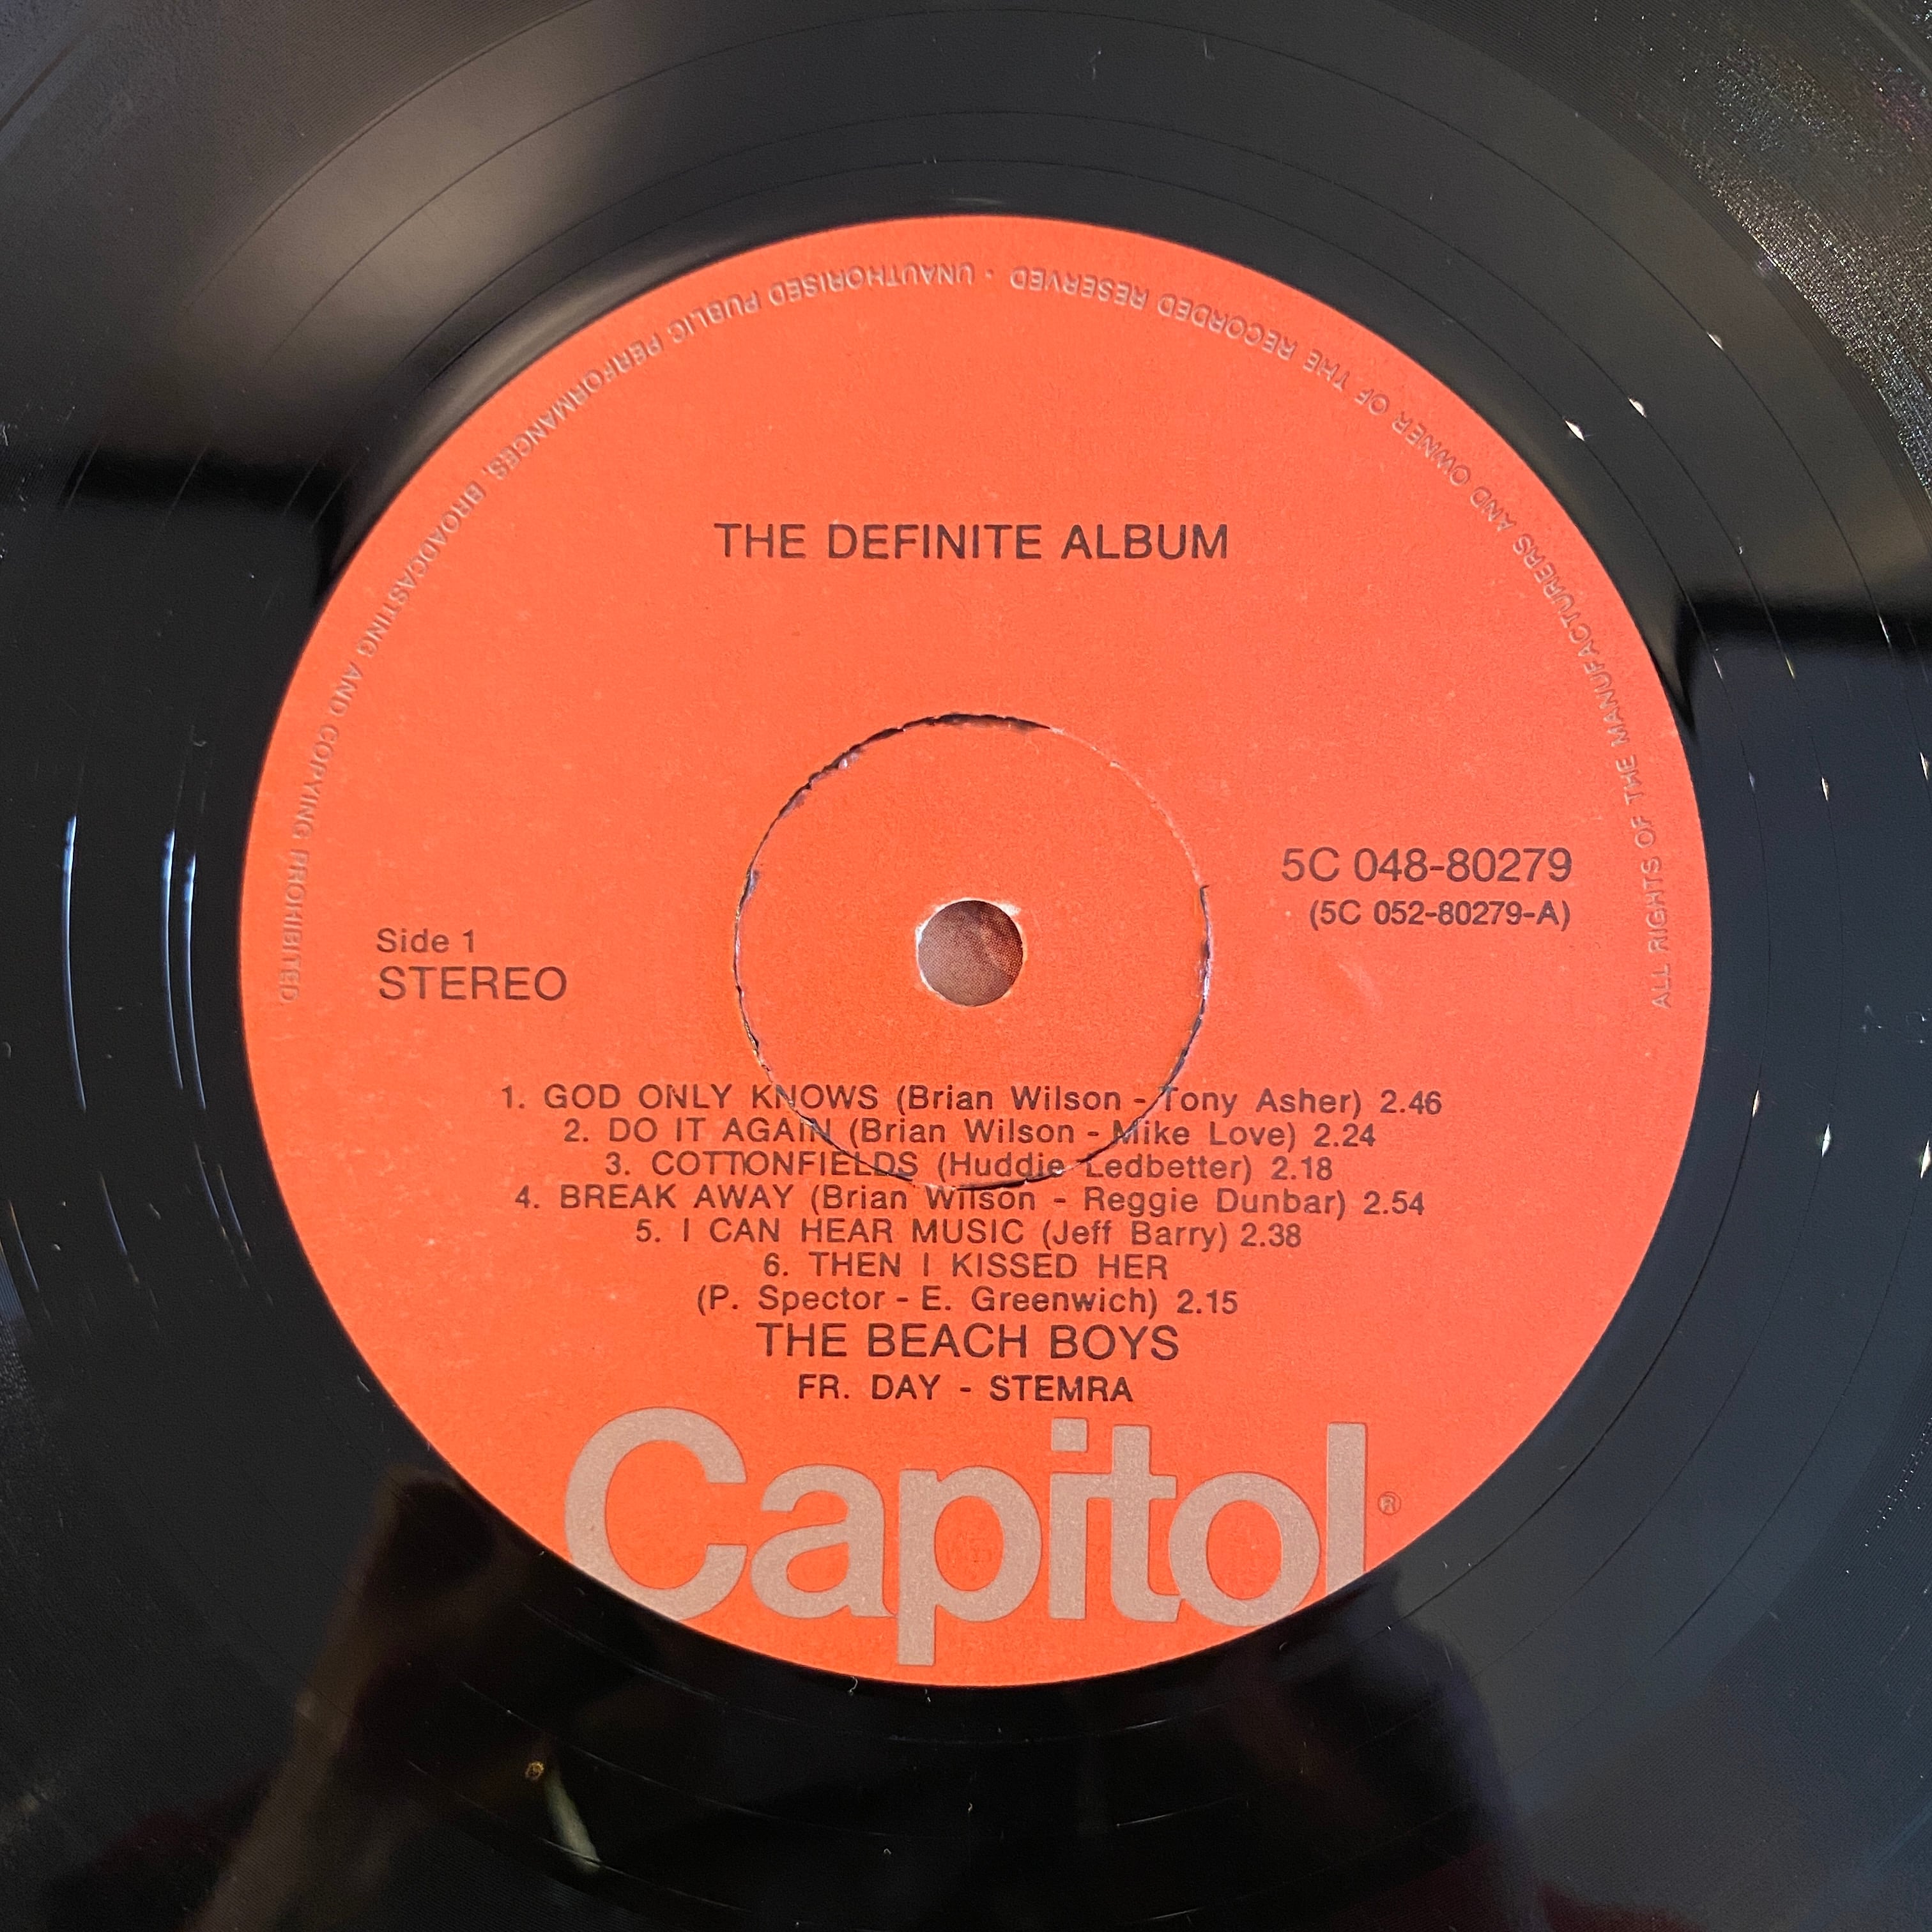 ALL RIGHTS OF THE MANUFACTURERS AND OWNER OF THE RECORDED RESERVED · UNAUTHORISED PUBLIC PERFORMANCES, BROADCASTING AND COPYING PROHIBITED
THE DEFINITE ALBUM
5C 048-80279
(5C 052-80279-A)
Side 1
STEREO
1. GOD ONLY KNOWS (Brian Wilson - Tony Asher) 2.46
2. DO IT AGAIN (Brian Wilson - Mike Love) 2.24
3. COTTONFIELDS (Huddie Ledbetter) 2.18
4. BREAK AWAY (Brian Wilson - Reggie Dunbar) 2.54
5. I CAN HEAR MUSIC (Jeff Barry) 2.38
6. THEN I KISSED HER
(P. Spector - E. Greenwich) 2.15
THE BEACH BOYS
FR. DAY - STEMRA
Capitol®